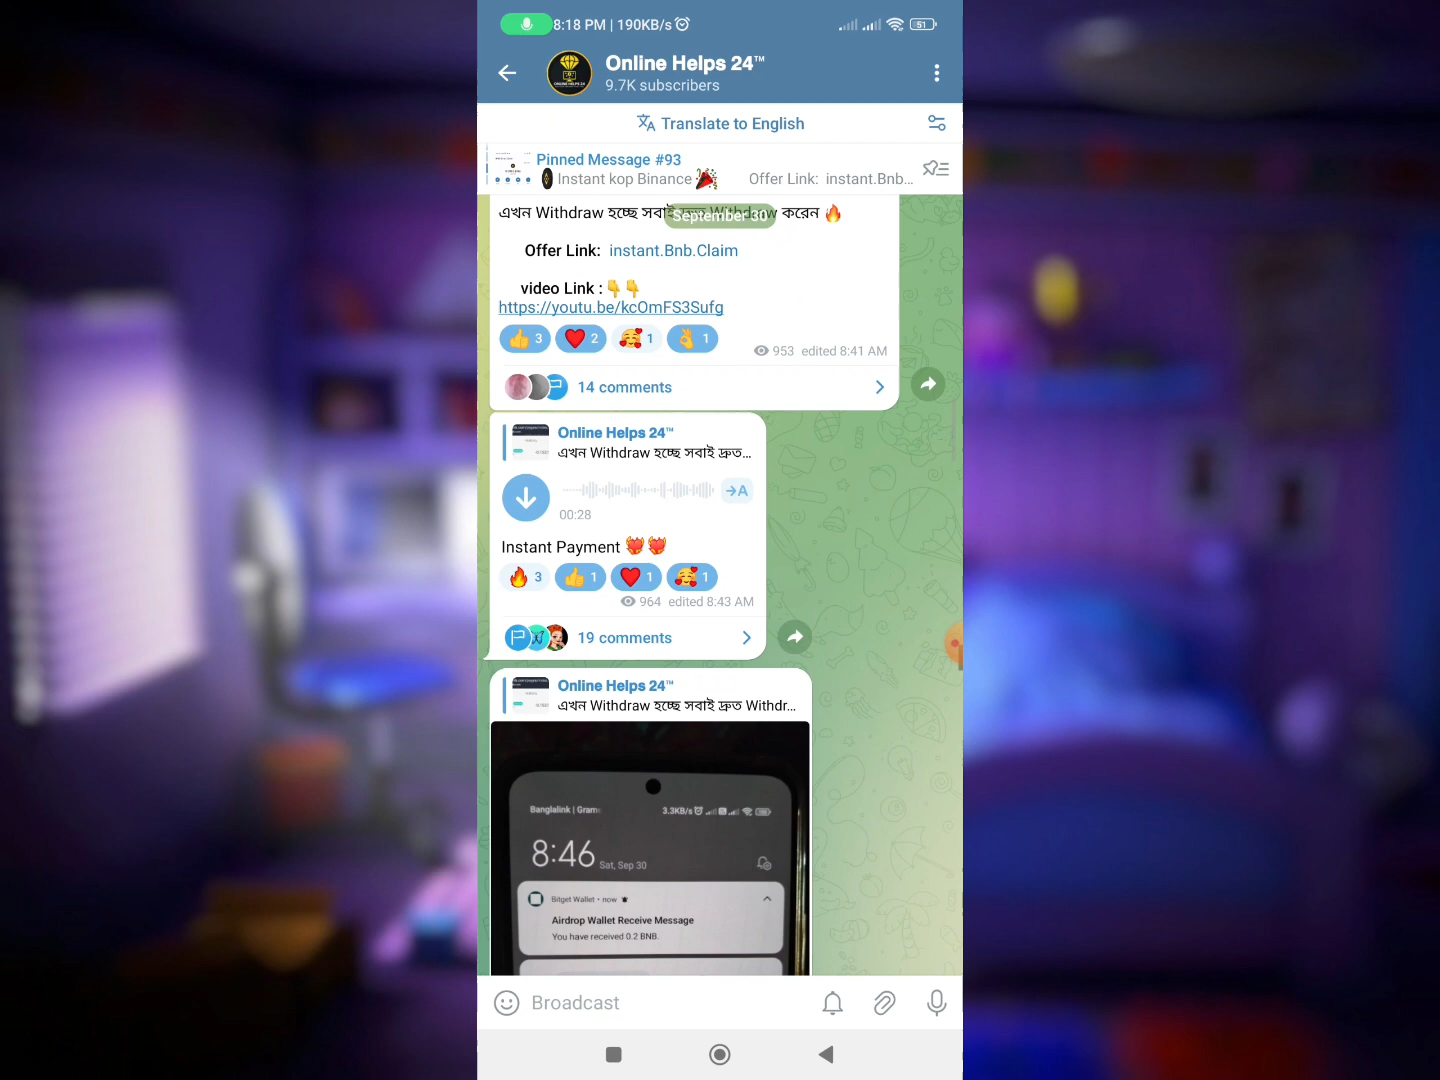 8:18 PM | 190KB/s
51
Online Helps 24™
9.7K subscribers
Translate to English
Pinned Message #93
Instant kop Binance Offer Link: instant.Bnb...
এখন Withdraw হচ্ছে সবাই দ্রুত Withdraw করেন 🔥
September 30
Offer Link: instant.Bnb.Claim
video Link : 👇👇
https://youtu.be/kcOmFS3Sufg
👍 3 ❤️ 2 🥰 1 👌 1
953 edited 8:41 AM
14 comments
Online Helps 24™
এখন Withdraw হচ্ছে সবাই দ্রুত...
→A
00:28
Instant Payment ❤️‍🔥❤️‍🔥
🔥 3 👍 1 ❤️ 1 🥰 1
964 edited 8:43 AM
19 comments
Online Helps 24™
এখন Withdraw হচ্ছে সবাই দ্রুত Withdr...
Banglalink | Gram
3.3KB/s
8:46 Sat, Sep 30
Bitget Wallet • now
Airdrop Wallet Receive Message
You have received 0.2 BNB.
Broadcast